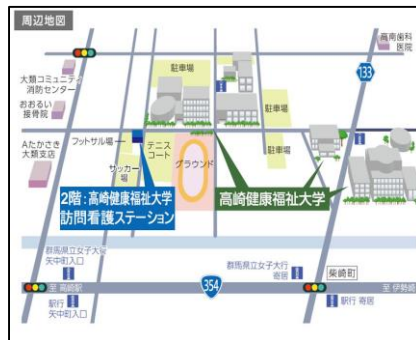 周辺地図
高南歯科
医院
133
大類コミュニティ
消防センター
おおるい
接骨院
Aたかさき
大類支店
駐車場
駐車場
駐車場
フットサル場
テニス
コート
サッカー
場
グラウンド
2階:高崎健康福祉大学
訪問看護ステーション
高崎健康福祉大学
群馬県立女子大行
矢中町入口
至 高崎駅
駅行
矢中町入口
354
群馬県立女子大行
寄居
柴崎町
駅行 寄居
至 伊勢崎